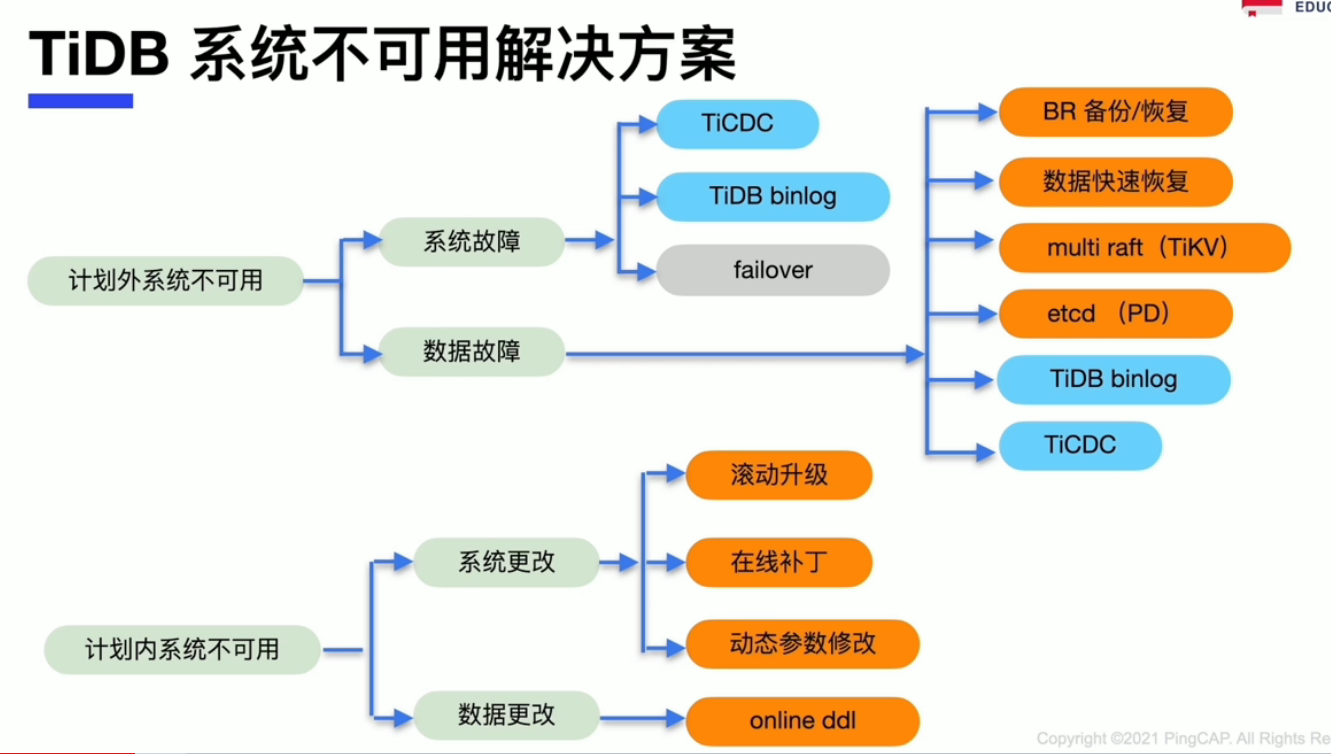 EDUC
TiDB 系统不可用解决方案
计划外系统不可用
系统故障
TiCDC
TiDB binlog
failover
数据故障
BR 备份/恢复
数据快速恢复
multi raft（TiKV）
etcd （PD）
TiDB binlog
TiCDC
计划内系统不可用
系统更改
滚动升级
在线补丁
动态参数修改
数据更改
online ddl
Copyright ©2021 PingCAP. All Rights Re